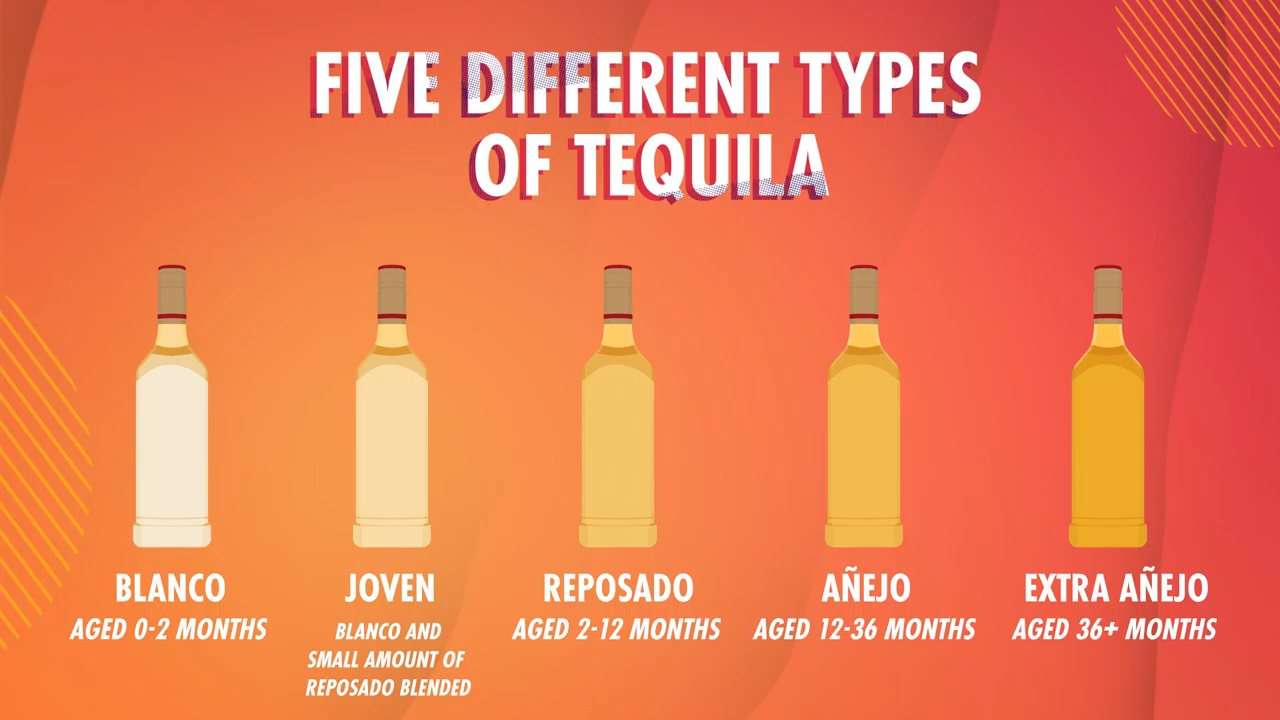 FIVE DIFFERENT TYPES
OF TEQUILA
BLANCO
AGED 0-2 MONTHS
JOVEN
BLANCO AND
SMALL AMOUNT OF
REPOSADO BLENDED
REPOSADO
AGED 2-12 MONTHS
AÑEJO
AGED 12-36 MONTHS
EXTRA AÑEJO
AGED 36+ MONTHS